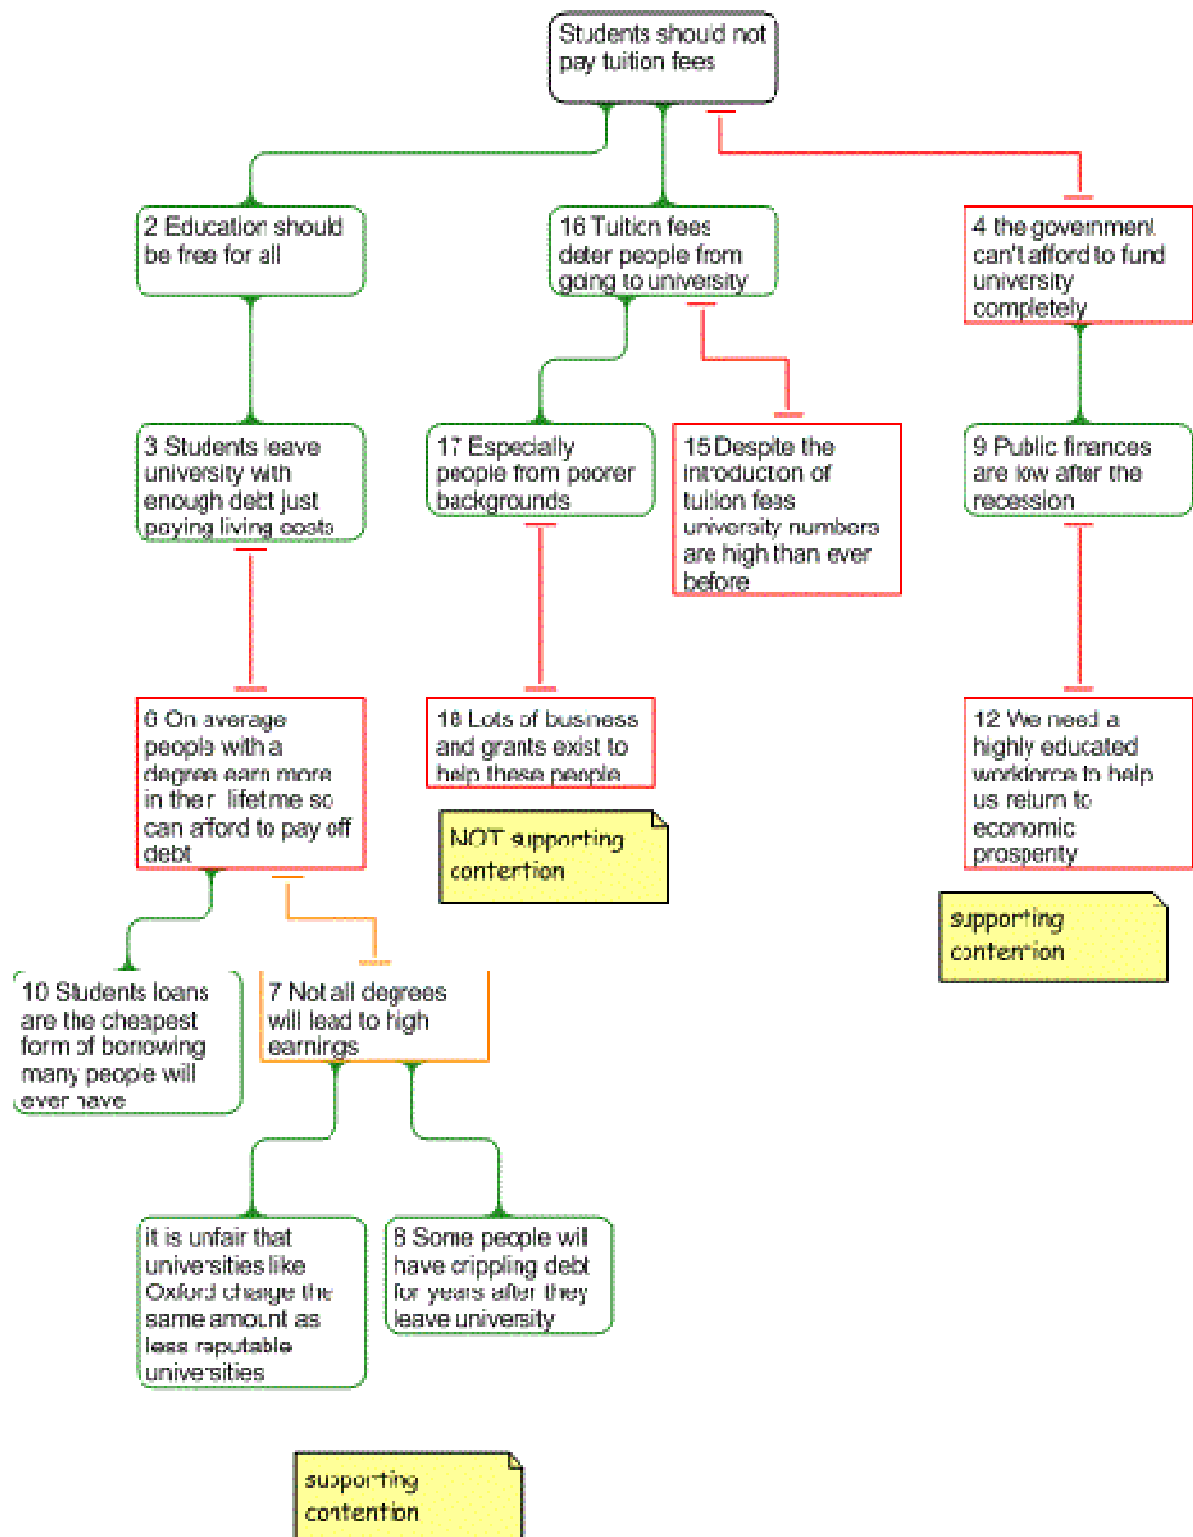 Students should not
pay tuition fees
2 Education should
be free for all
16 Tuition fees
deter people from
going to university
4 the government
can't afford to fund
university
completely
3 Students leave
university with
enough debt just
paying living costs
17 Especially
people from poorer
backgrounds
15 Despite the
introduction of
tuition fees
university numbers
are high than ever
before
9 Public finances
are low after the
recession
6 On average
people with a
degree earn more
in their lifetime so
can afford to pay off
debt
18 Lots of business
and grants exist to
help these people
12 We need a
highly educated
workforce to help
us return to
economic
prosperity
NOT supporting
contention
supporting
contention
10 Students loans
are the cheapest
form of borrowing
many people will
ever have
7 Not all degrees
will lead to high
earnings
it is unfair that
universities like
Oxford charge the
same amount as
less reputable
universities
8 Some people will
have crippling debt
for years after they
leave university
supporting
contention